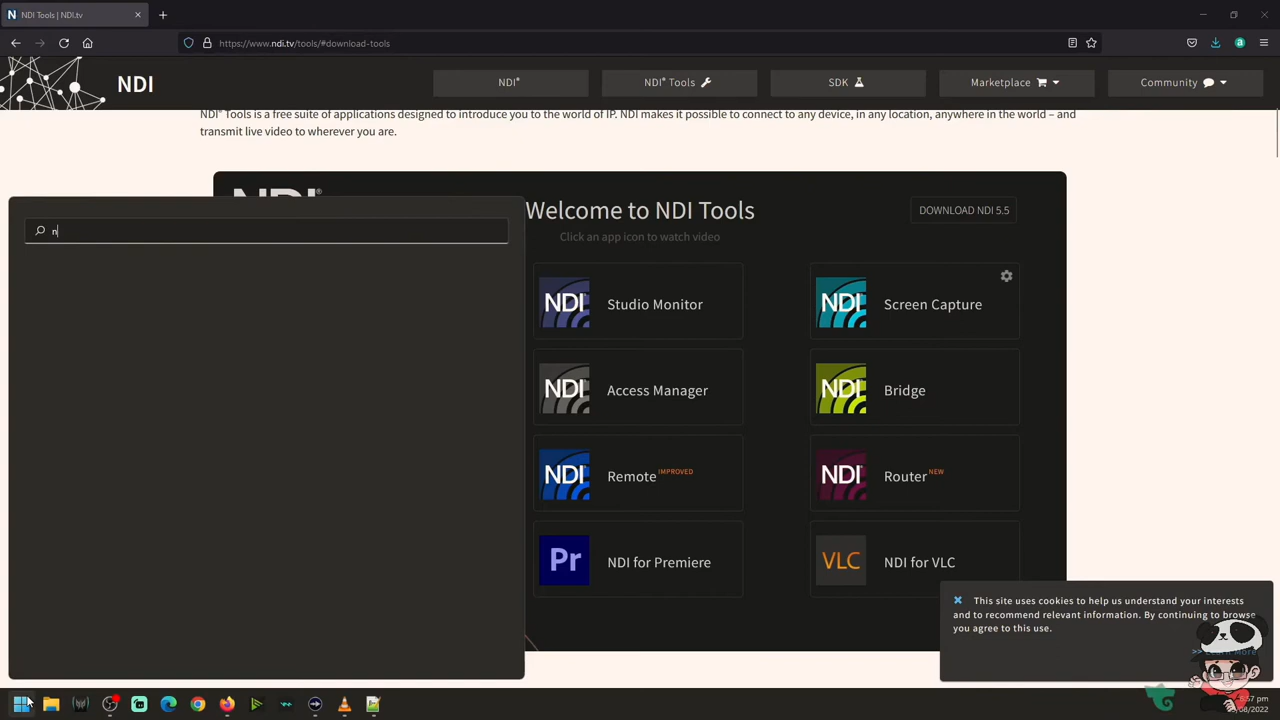 NDI Tools | NDI.tv
https://www.ndi.tv/tools/#download-tools
NDI
NDI®
NDI® Tools
SDK
Marketplace
Community
NDI® Tools is a free suite of applications designed to introduce you to the world of IP. NDI makes it possible to connect to any device, in any location, anywhere in the world – and
transmit live video to wherever you are.
n
Welcome to NDI Tools
DOWNLOAD NDI 5.5
Click an app icon to watch video
NDI Studio Monitor
NDI Screen Capture
NDI Access Manager
NDI Bridge
NDI Remote IMPROVED
NDI Router NEW
Pr NDI for Premiere
VLC NDI for VLC
This site uses cookies to help us understand your interests
and to recommend relevant information. By continuing to browse
you agree to this use.
>> Learn More